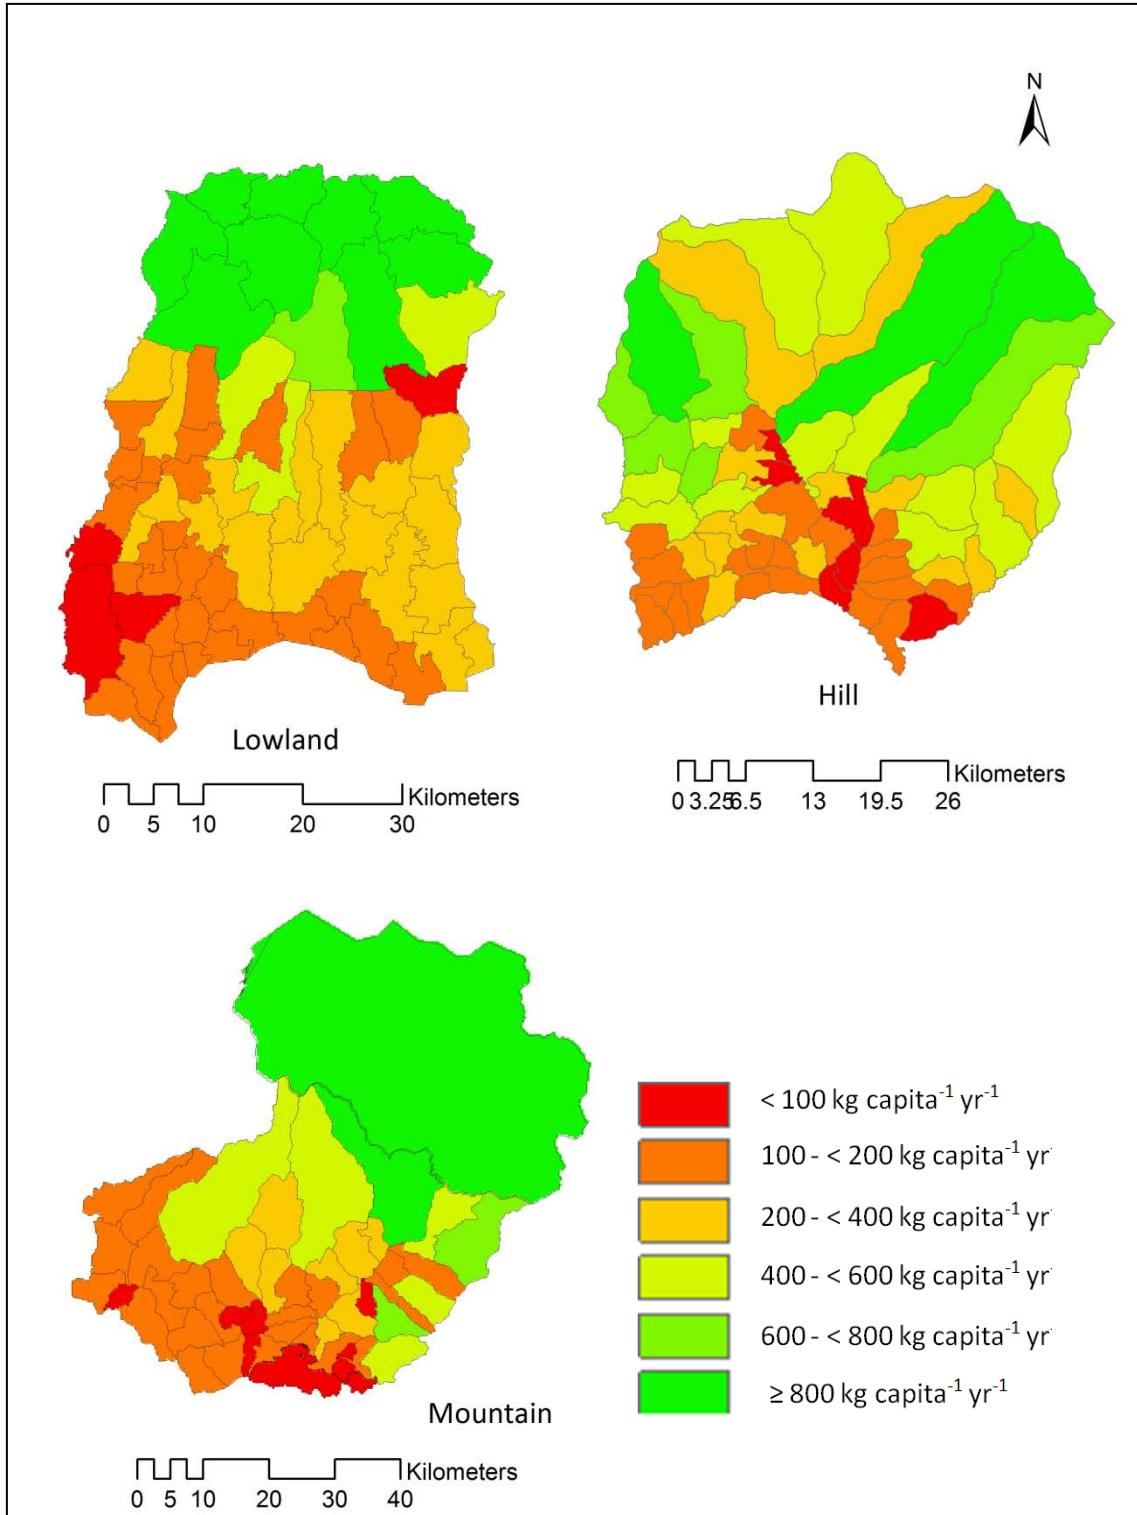 N
Lowland
Kilometers
0 5 10 20 30
Hill
Kilometers
0 3.25 6.5 13 19.5 26
Mountain
Kilometers
0 5 10 20 30 40
< 100 kg capita⁻¹ yr⁻¹
100 - < 200 kg capita⁻¹ yr⁻
200 - < 400 kg capita⁻¹ yr⁻
400 - < 600 kg capita⁻¹ yr⁻
600 - < 800 kg capita⁻¹ yr⁻
≥ 800 kg capita⁻¹ yr⁻¹